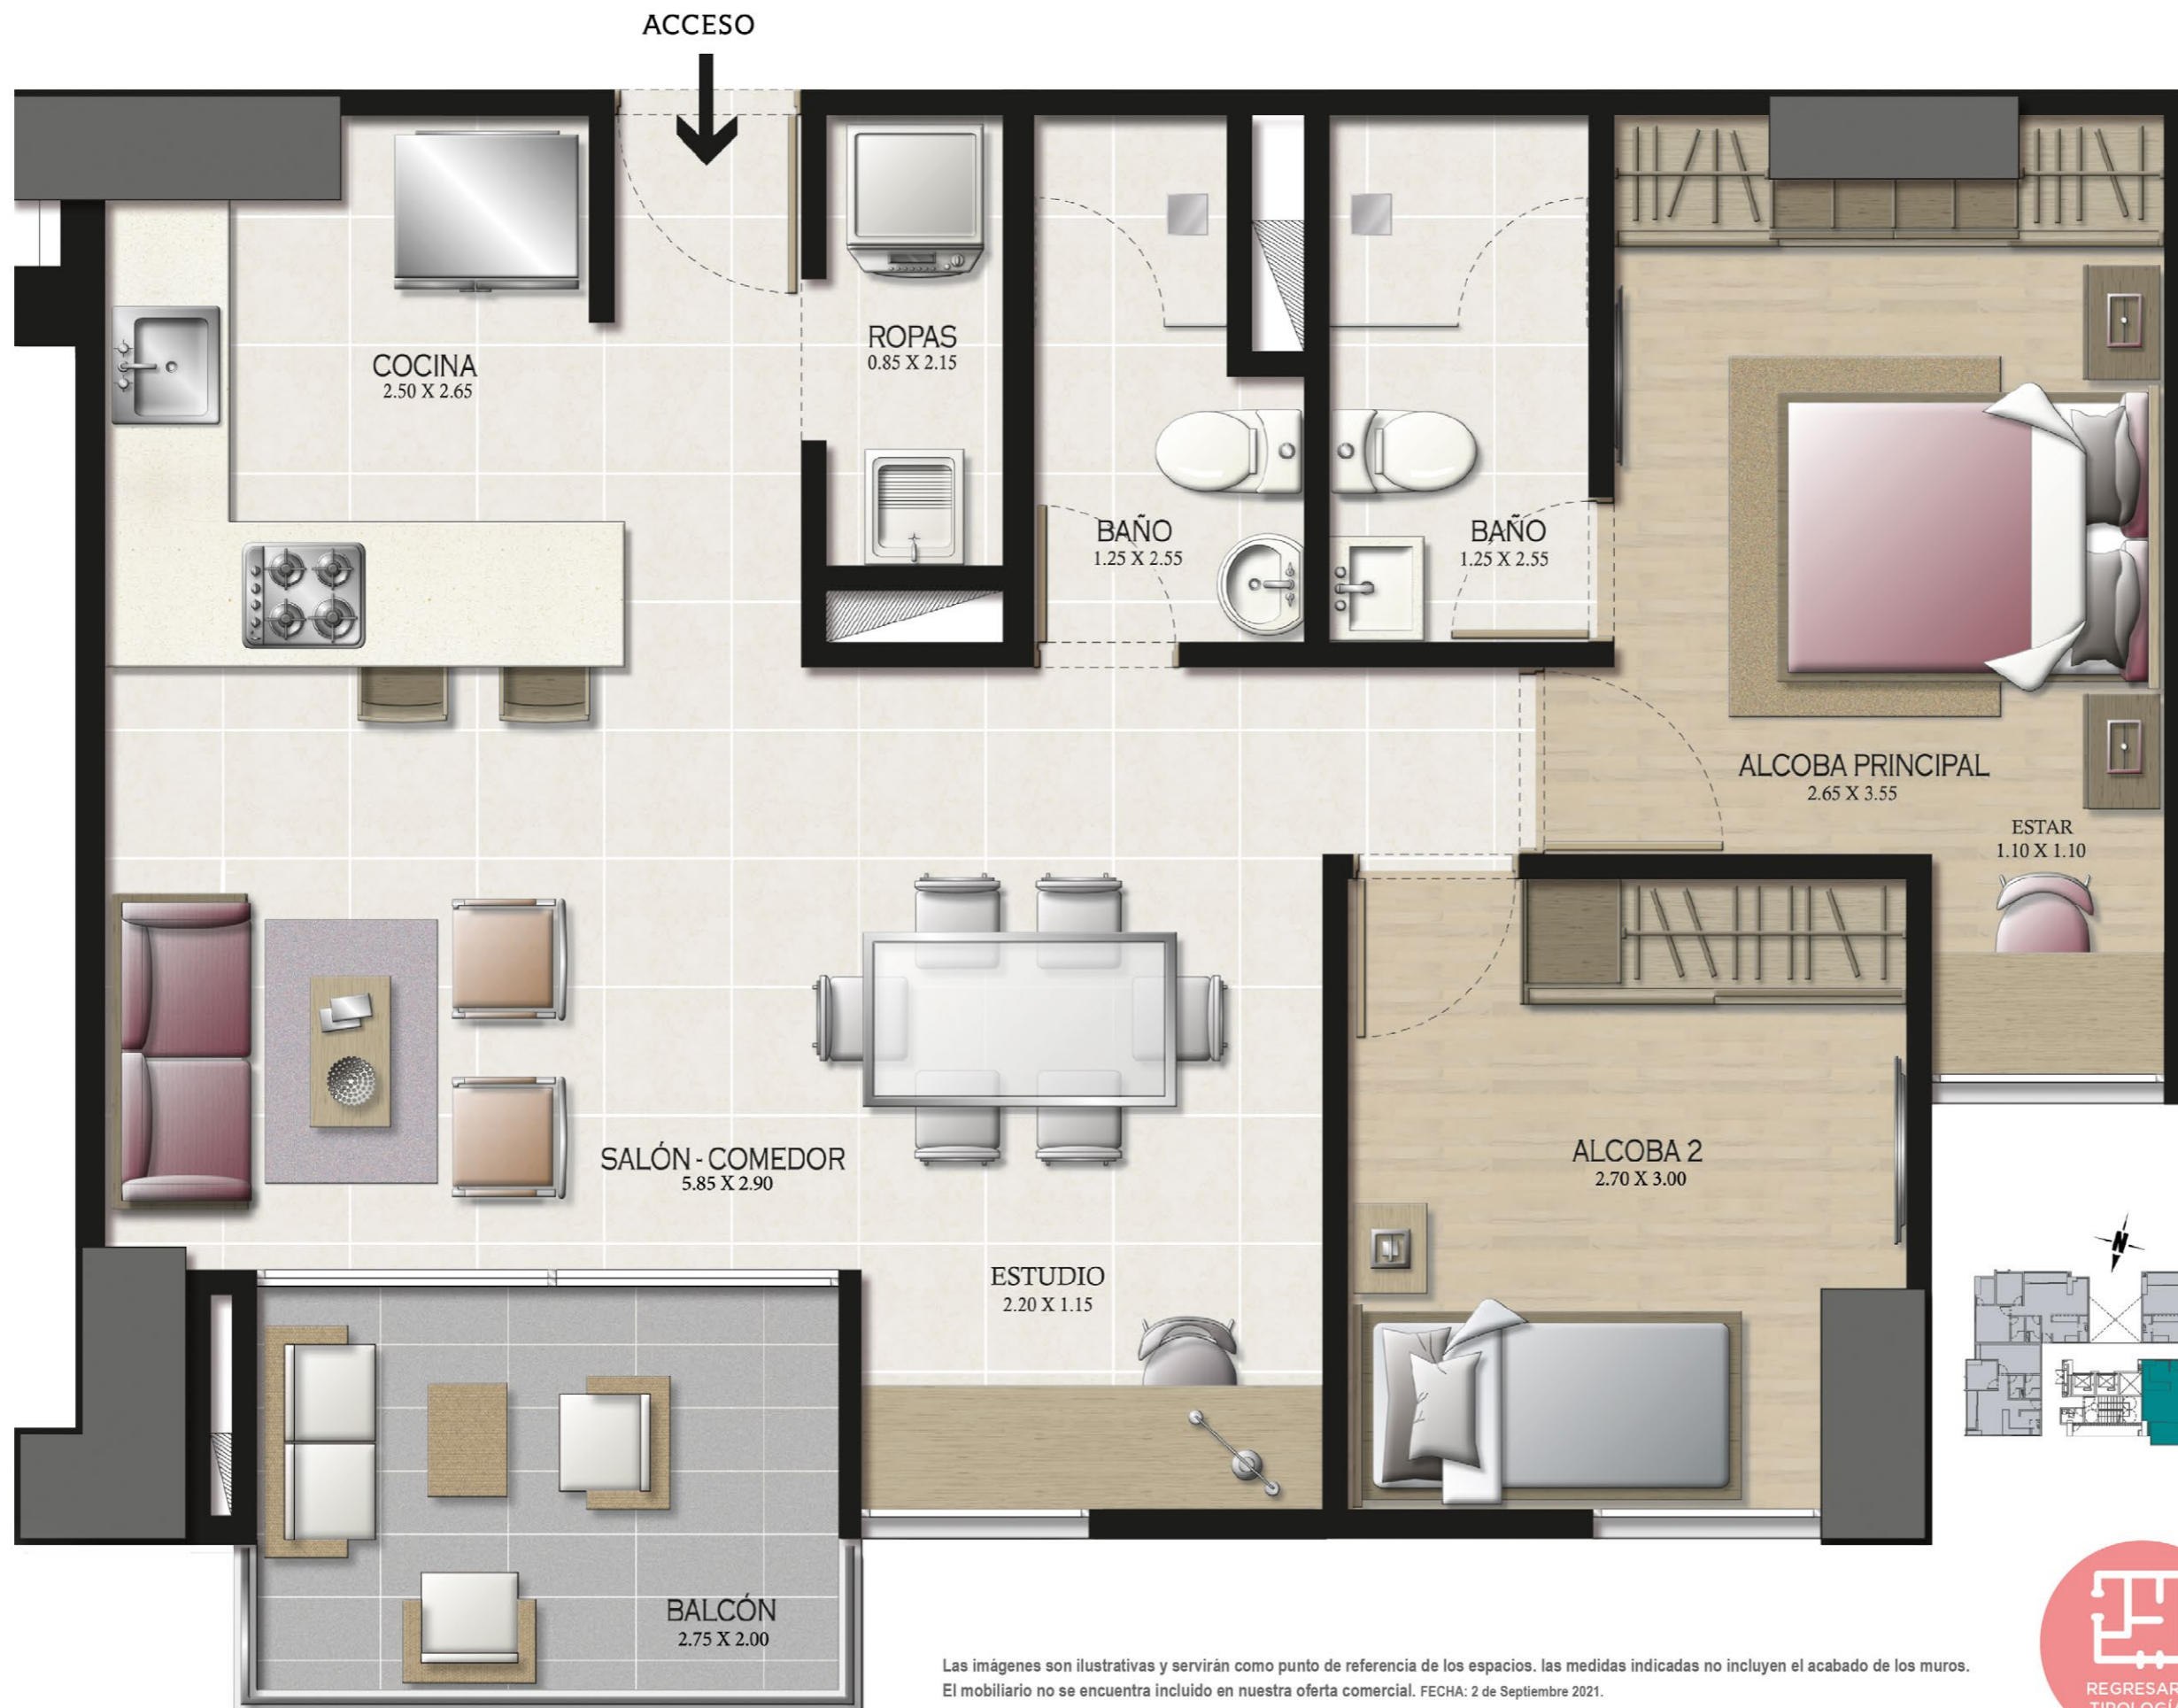 ACCESO
COCINA
2.50 X 2.65
ROPAS
0.85 X 2.15
BAÑO
1.25 X 2.55
BAÑO
1.25 X 2.55
ALCOBA PRINCIPAL
2.65 X 3.55
ESTAR
1.10 X 1.10
SALÓN - COMEDOR
5.85 X 2.90
ALCOBA 2
2.70 X 3.00
ESTUDIO
2.20 X 1.15
N
BALCÓN
2.75 X 2.00
Las imágenes son ilustrativas y servirán como punto de referencia de los espacios. las medidas indicadas no incluyen el acabado de los muros.
El mobiliario no se encuentra incluido en nuestra oferta comercial. FECHA: 2 de Septiembre 2021.
REGRESAR